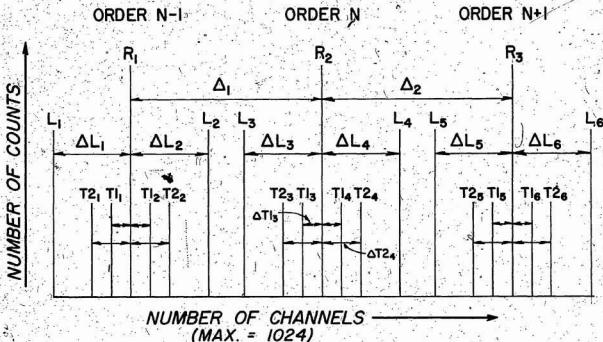 ORDER N-1 ORDER N ORDER N+1
R1 R2 R3
Δ1 Δ2
L1 L2 L3 L4 L5 L6
ΔL1 ΔL2 ΔL3 ΔL4 ΔL5 ΔL6
T21 T11 T12 T22 T23 T13 T14 T24 T25 T15 T16 T26
ΔT13
ΔT24
NUMBER OF COUNTS
NUMBER OF CHANNELS
(MAX. = 1024)